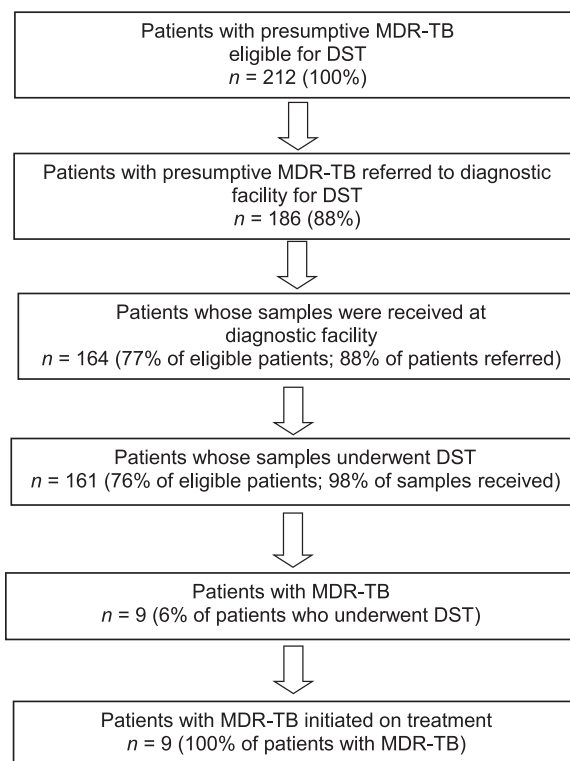 Patients with presumptive MDR-TB
eligible for DST
n = 212 (100%)
Patients with presumptive MDR-TB referred to diagnostic
facility for DST
n = 186 (88%)
Patients whose samples were received at
diagnostic facility
n = 164 (77% of eligible patients; 88% of patients referred)
Patients whose samples underwent DST
n = 161 (76% of eligible patients; 98% of samples received)
Patients with MDR-TB
n = 9 (6% of patients who underwent DST)
Patients with MDR-TB initiated on treatment
n = 9 (100% of patients with MDR-TB)